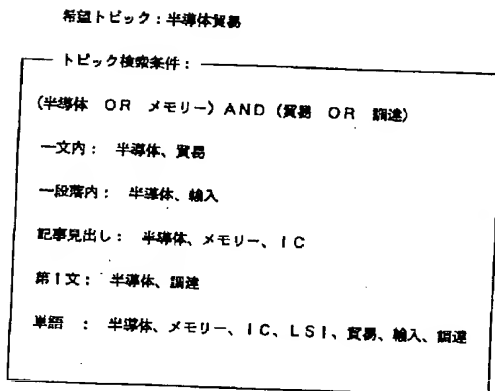 希望トピック：半導体貿易
トピック検索条件：
(半導体 OR メモリー) AND (貿易 OR 調達)
一文内： 半導体、貿易
一段落内： 半導体、輸入
記事見出し： 半導体、メモリー、IC
第1文： 半導体、調達
単語 ： 半導体、メモリー、IC、LSI、貿易、輸入、調達